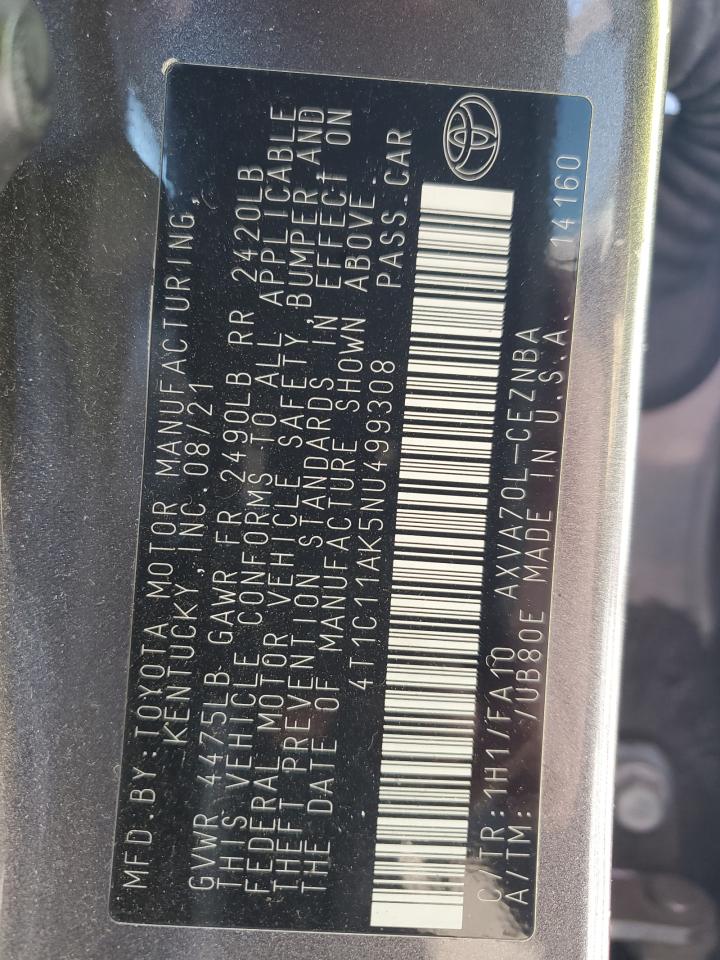 MFD.BY:TOYOTA MOTOR MANUFACTURING,
KENTUCKY,INC. 08/21
GVWR 4475LB GAWR FR 2490LB RR 2420LB
THIS VEHICLE CONFORMS TO ALL APPLICABLE
FEDERAL MOTOR VEHICLE SAFETY,BUMPER,AND
THEFT PREVENTION STANDARDS IN EFFECT ON
THE DATE OF MANUFACTURE SHOWN ABOVE.
4T1C11AK5NU499308 PASS.CAR
C/TR:1H1/FA10 AXVA70L-CEZNBA
A/TM: /UB80E MADE IN U.S.A. 14160